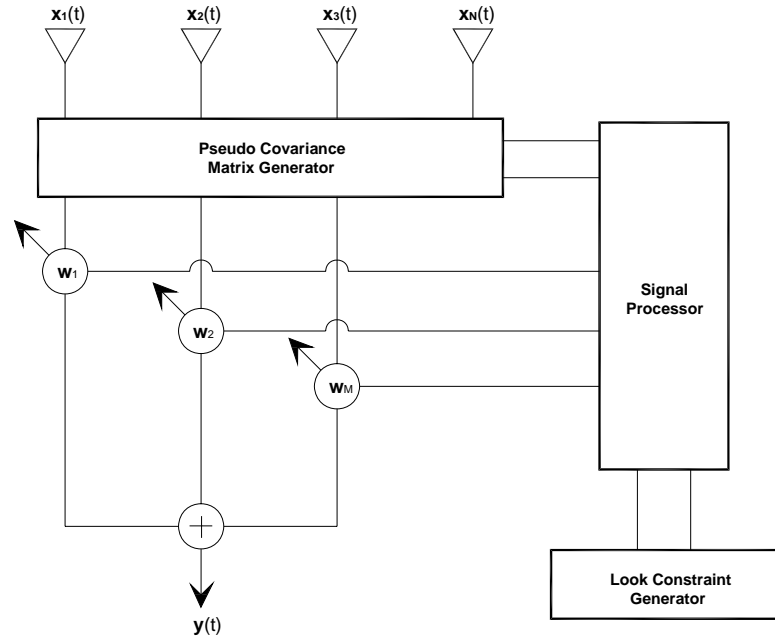 x1(t) x2(t) x3(t) xN(t)
Pseudo Covariance
Matrix Generator
w1
w2
wM
Signal
Processor
+
Look Constraint
Generator
y(t)